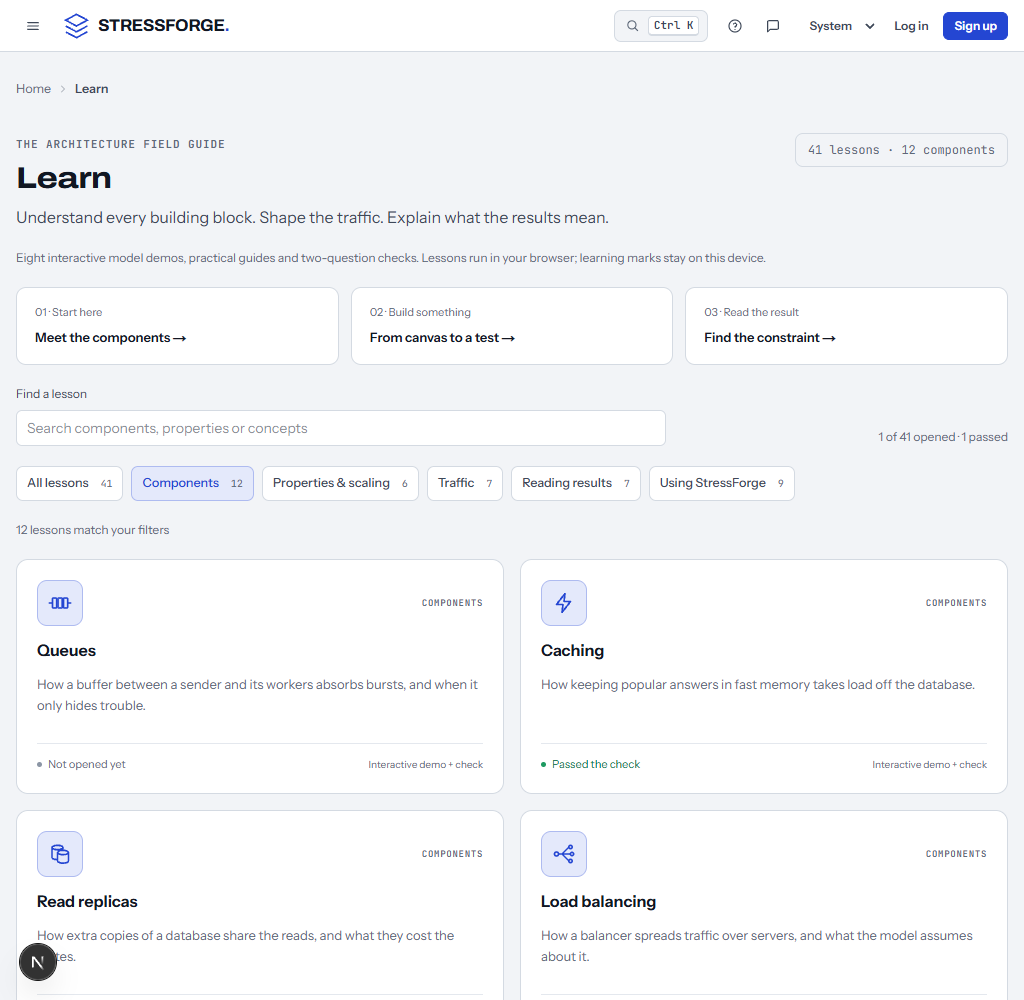 STRESSFORGE.
Ctrl K
System
Log in
Sign up
Home
Learn
THE ARCHITECTURE FIELD GUIDE
41 lessons · 12 components
Learn
Understand every building block. Shape the traffic. Explain what the results mean.
Eight interactive model demos, practical guides and two-question checks. Lessons run in your browser; learning marks stay on this device.
01 · Start here
Meet the components →
02 · Build something
From canvas to a test →
03 · Read the result
Find the constraint →
Find a lesson
Search components, properties or concepts
1 of 41 opened · 1 passed
All lessons 41
Components 12
Properties & scaling 6
Traffic 7
Reading results 7
Using StressForge 9
12 lessons match your filters
COMPONENTS
Queues
How a buffer between a sender and its workers absorbs bursts, and when it
only hides trouble.
Not opened yet
Interactive demo + check
COMPONENTS
Caching
How keeping popular answers in fast memory takes load off the database.
Passed the check
Interactive demo + check
COMPONENTS
Read replicas
How extra copies of a database share the reads, and what they cost the
N
COMPONENTS
Load balancing
How a balancer spreads traffic over servers, and what the model assumes
about it.